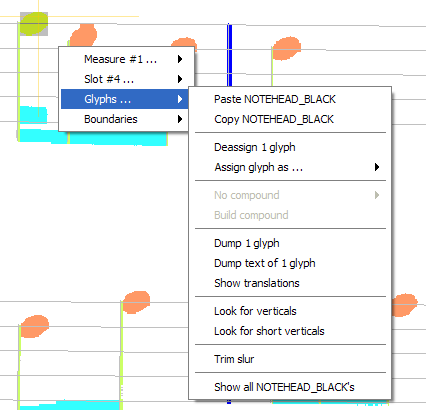 Measure #1 ...
Slot #4 ...
Glyphs ...
Boundaries
Paste NOTEHEAD_BLACK
Copy NOTEHEAD_BLACK
Deassign 1 glyph
Assign glyph as ...
No compound
Build compound
Dump 1 glyph
Dump text of 1 glyph
Show translations
Look for verticals
Look for short verticals
Trim slur
Show all NOTEHEAD_BLACK's